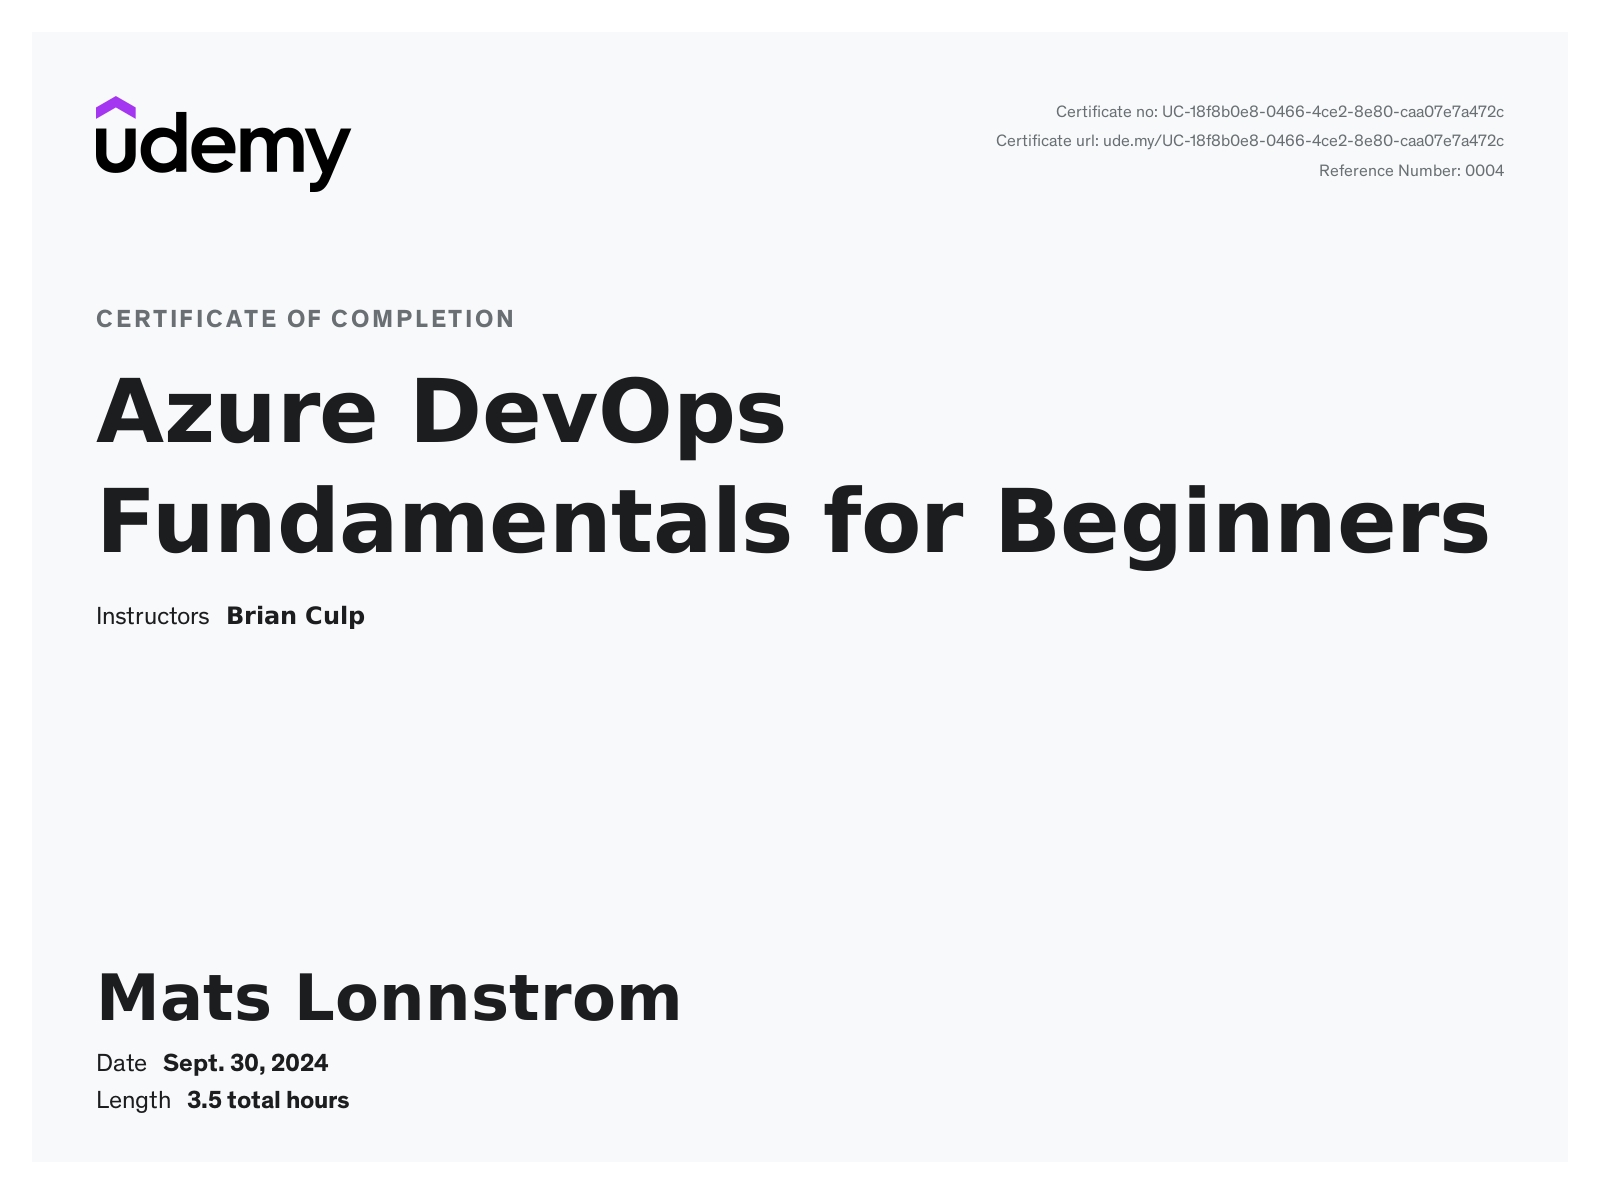 udemy
Certificate no: UC-18f8b0e8-0466-4ce2-8e80-caa07e7a472c
Certificate url: ude.my/UC-18f8b0e8-0466-4ce2-8e80-caa07e7a472c
Reference Number: 0004
CERTIFICATE OF COMPLETION
Azure DevOps
Fundamentals for Beginners
Instructors Brian Culp
Mats Lonnstrom
Date Sept. 30, 2024
Length 3.5 total hours